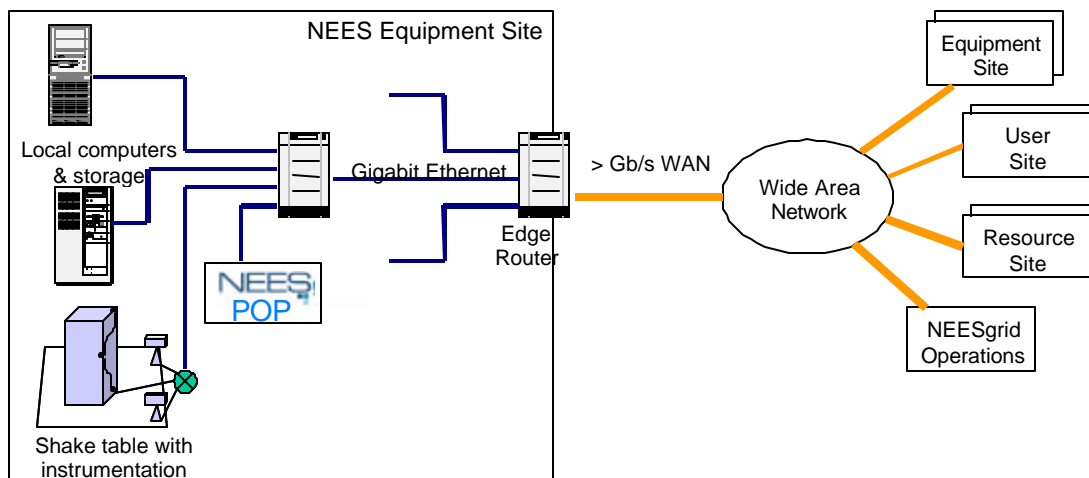 NEES Equipment Site
Equipment
Site
Local computers
& storage
Gigabit Ethernet
> Gb/s WAN
User
Site
Wide Area
Network
Edge
Router
Resource
Site
NEES
POP
NEESgrid
Operations
Shake table with
instrumentation